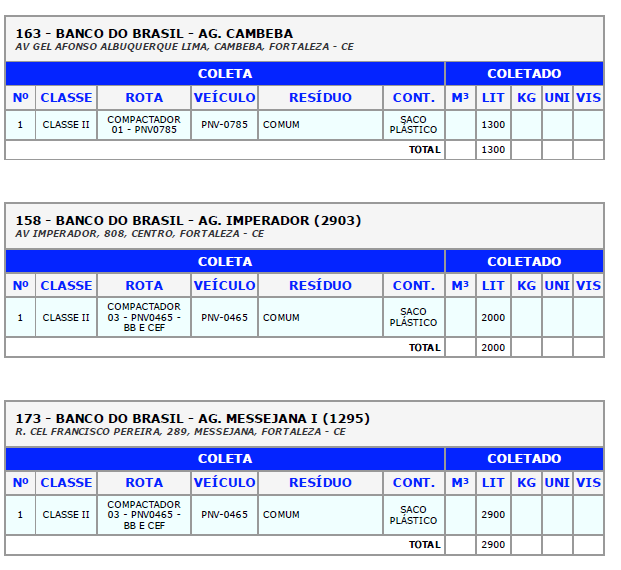 163 - BANCO DO BRASIL - AG. CAMBEBA
AV GEL AFONSO ALBUQUERQUE LIMA, CAMBEBA, FORTALEZA - CE
COLETA COLETADO
Nº CLASSE ROTA VEÍCULO RESÍDUO CONT. M³ LIT KG UNI VIS
1 CLASSE II COMPACTADOR 01 - PNV0785 PNV-0785 COMUM SACO PLÁSTICO 1300
TOTAL 1300
158 - BANCO DO BRASIL - AG. IMPERADOR (2903)
AV IMPERADOR, 808, CENTRO, FORTALEZA - CE
COLETA COLETADO
Nº CLASSE ROTA VEÍCULO RESÍDUO CONT. M³ LIT KG UNI VIS
1 CLASSE II COMPACTADOR 03 - PNV0465 - BB E CEF PNV-0465 COMUM SACO PLÁSTICO 2000
TOTAL 2000
173 - BANCO DO BRASIL - AG. MESSEJANA I (1295)
R. CEL FRANCISCO PEREIRA, 289, MESSEJANA, FORTALEZA - CE
COLETA COLETADO
Nº CLASSE ROTA VEÍCULO RESÍDUO CONT. M³ LIT KG UNI VIS
1 CLASSE II COMPACTADOR 03 - PNV0465 - BB E CEF PNV-0465 COMUM SACO PLÁSTICO 2900
TOTAL 2900